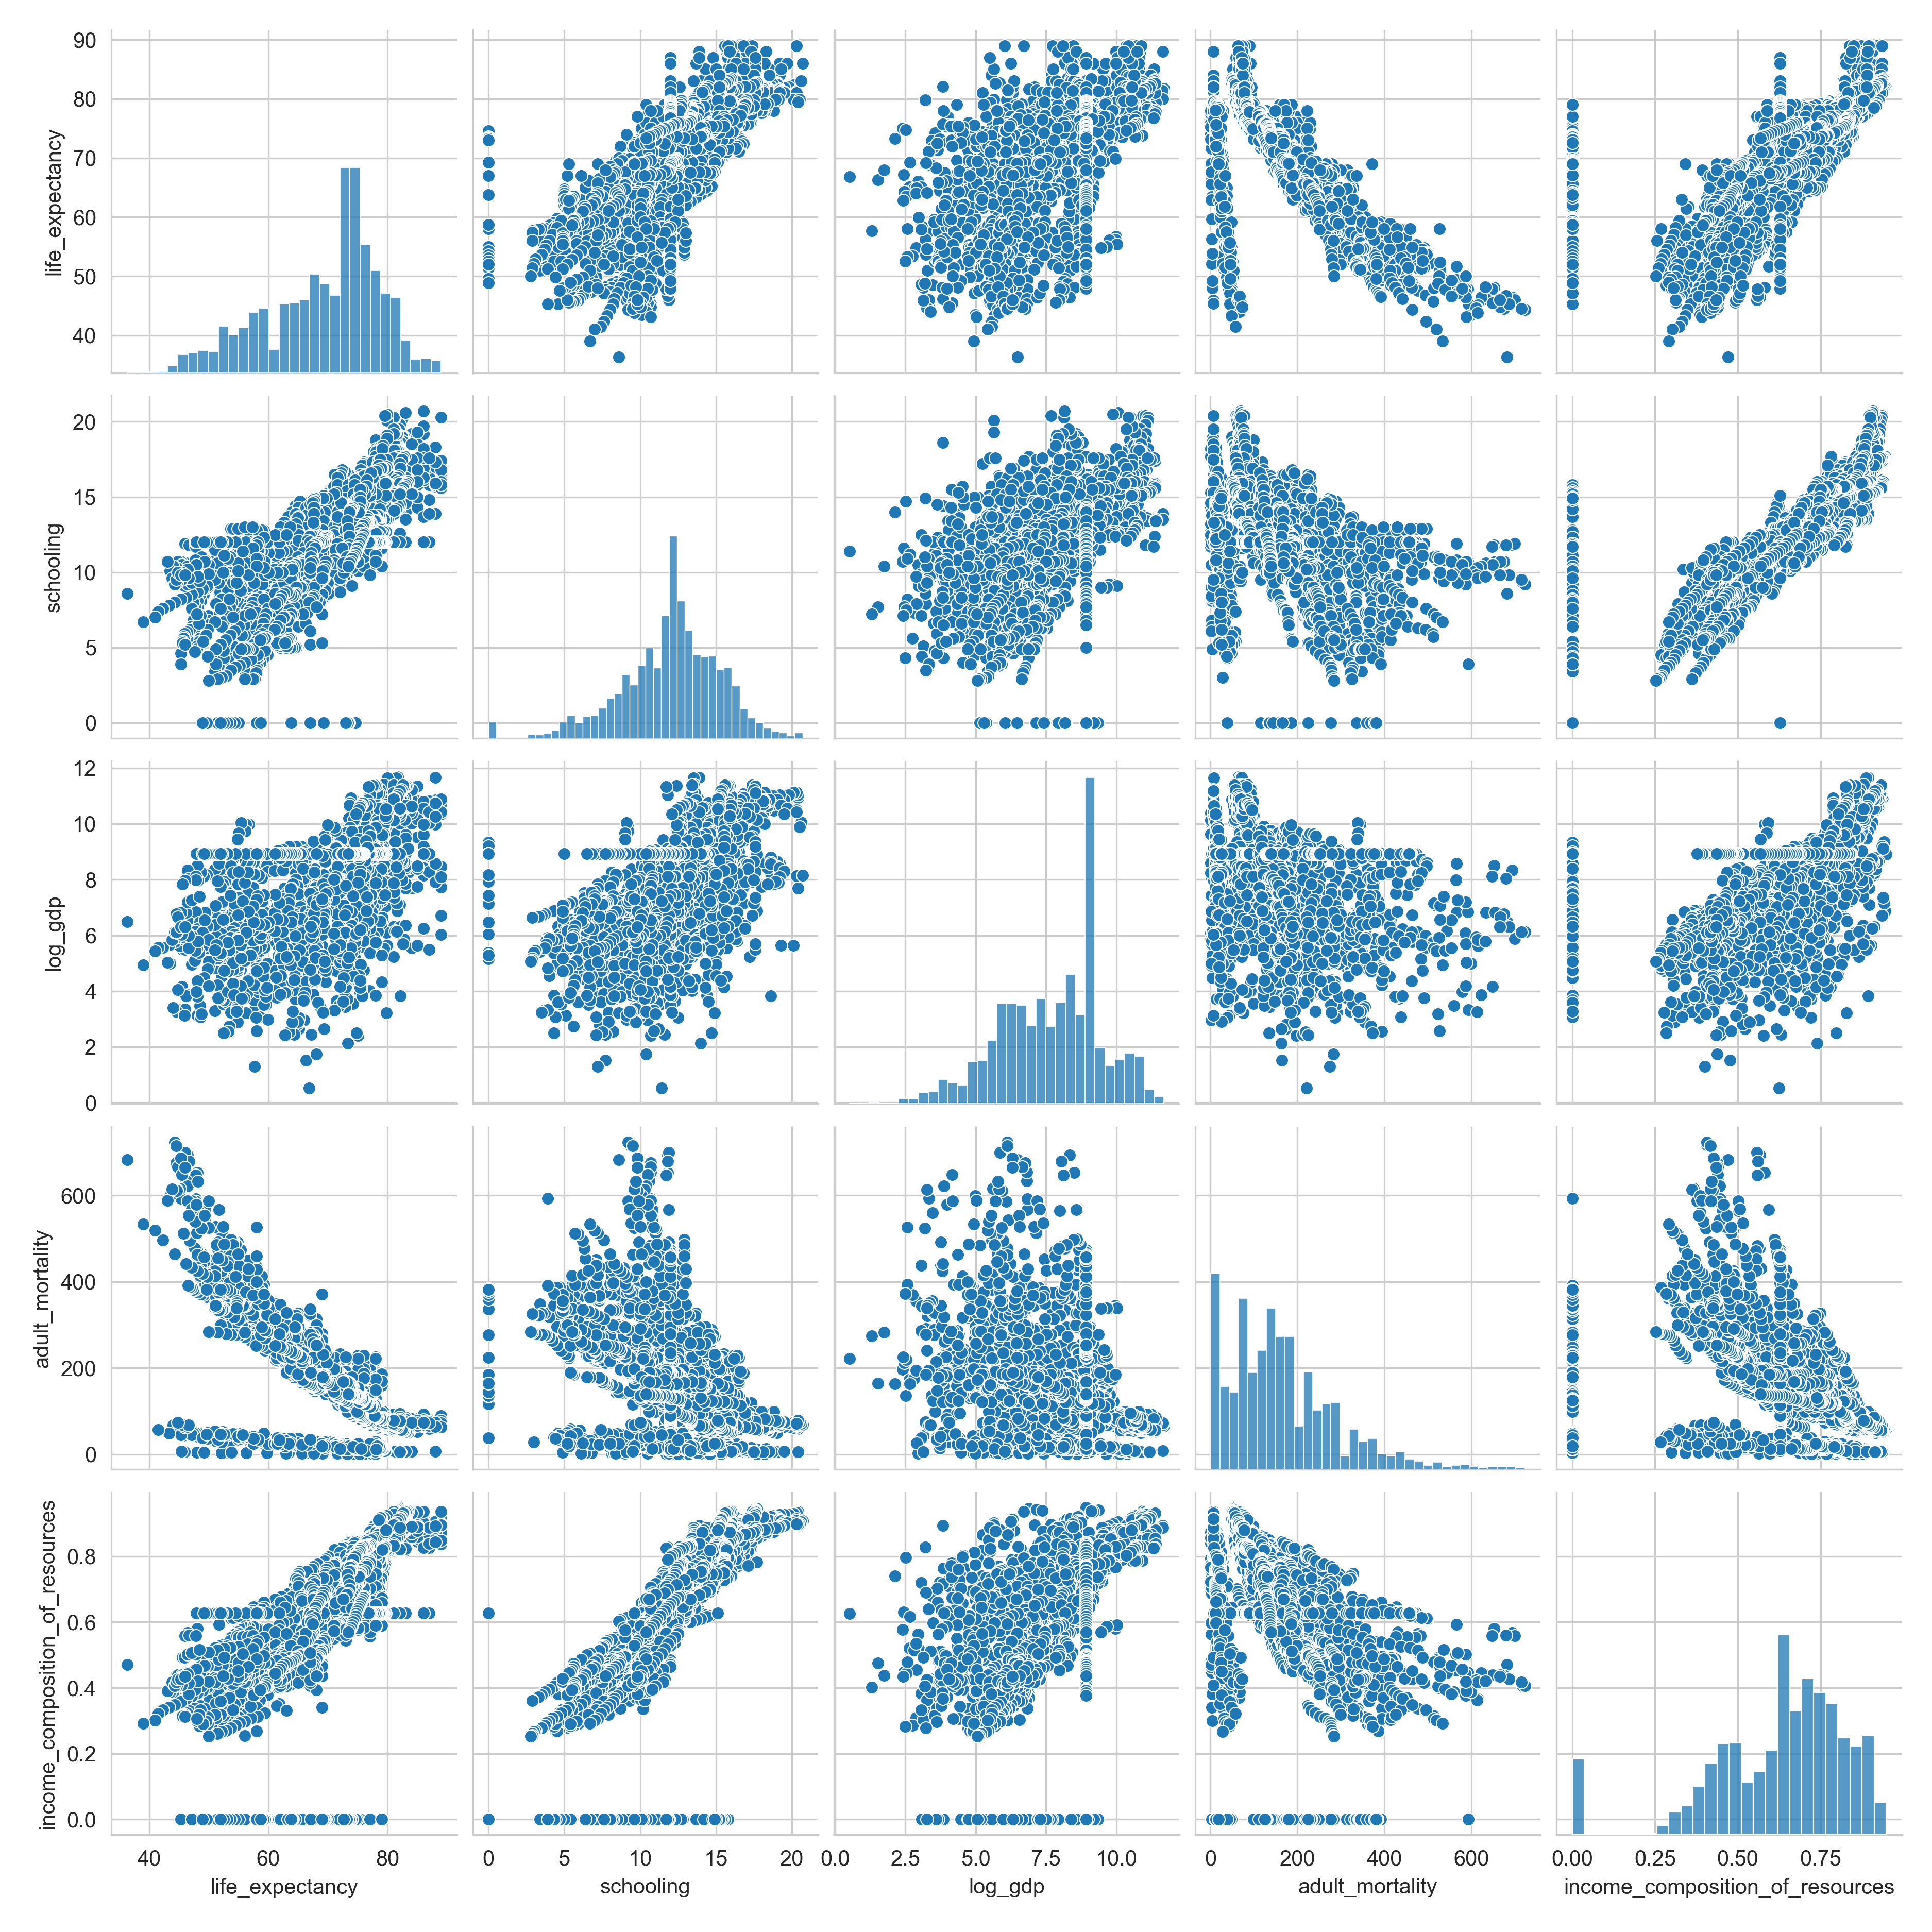 90
80
70
60
50
40
life_expectancy
20
15
10
5
0
schooling
12
10
8
6
4
2
0
log_gdp
600
400
200
0
adult_mortality
0.8
0.6
0.4
0.2
0.0
income_composition_of_resources
40 60 80
life_expectancy
0 5 10 15 20
schooling
0.0 2.5 5.0 7.5 10.0
log_gdp
0 200 400 600
adult_mortality
0.00 0.25 0.50 0.75
income_composition_of_resources